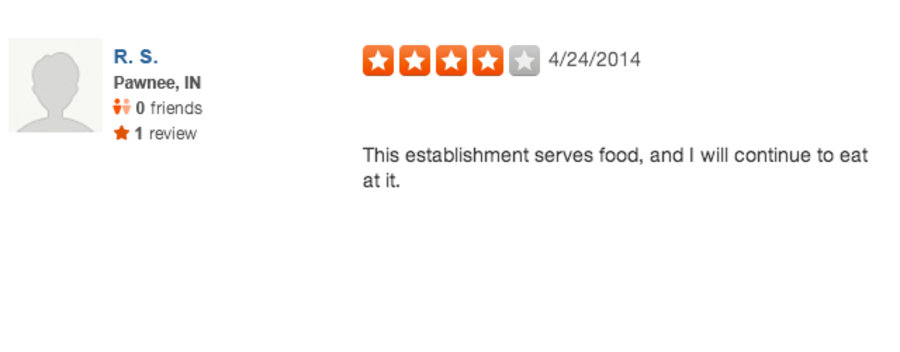 R. S.
Pawnee, IN
0 friends
1 review
4/24/2014
This establishment serves food, and I will continue to eat
at it.